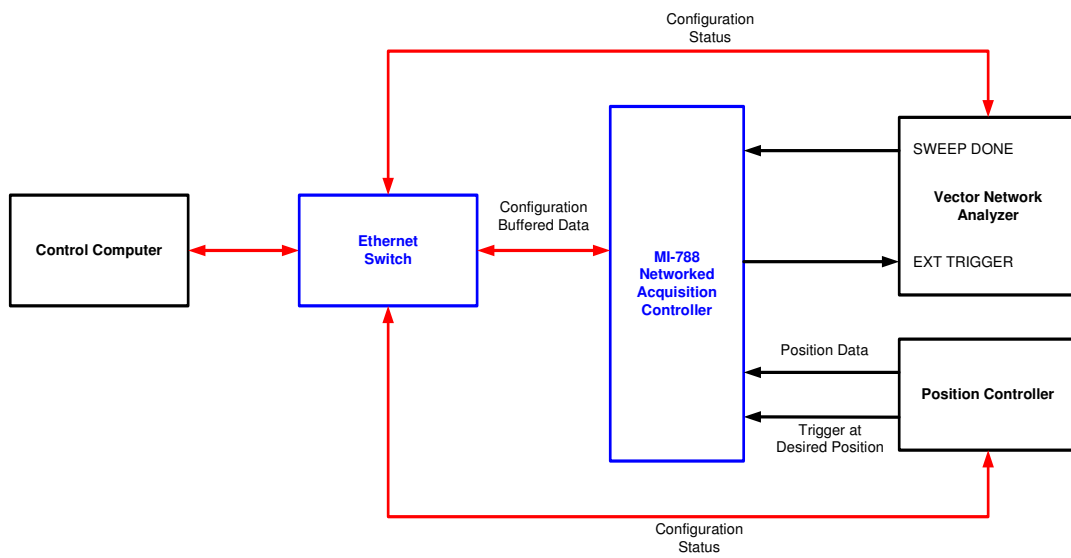 Configuration
Status
SWEEP DONE
Vector Network
Analyzer
EXT TRIGGER
Control Computer
Ethernet
Switch
Configuration
Buffered Data
MI-788
Networked
Acquisition
Controller
Position Data
Trigger at
Desired Position
Position Controller
Configuration
Status